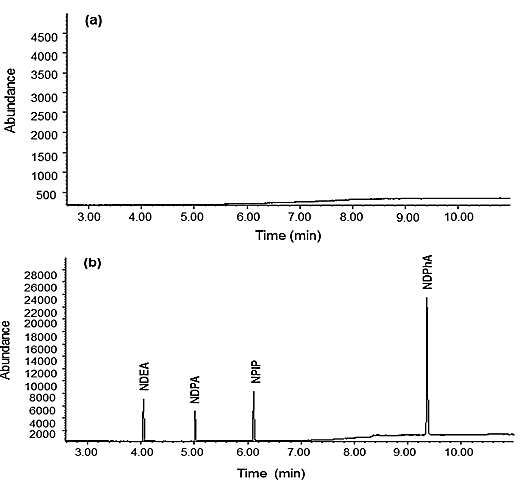 (a)
Abundance
4500
4000
3500
3000
2500
2000
1500
1000
500
3.00 4.00 5.00 6.00 7.00 8.00 9.00 10.00
Time (min)
(b)
Abundance
28000
26000
24000
22000
20000
18000
16000
14000
12000
10000
8000
6000
4000
2000
NDEA
NDPA
NPIP
NDPhA
3.00 4.00 5.00 6.00 7.00 8.00 9.00 10.00
Time (min)